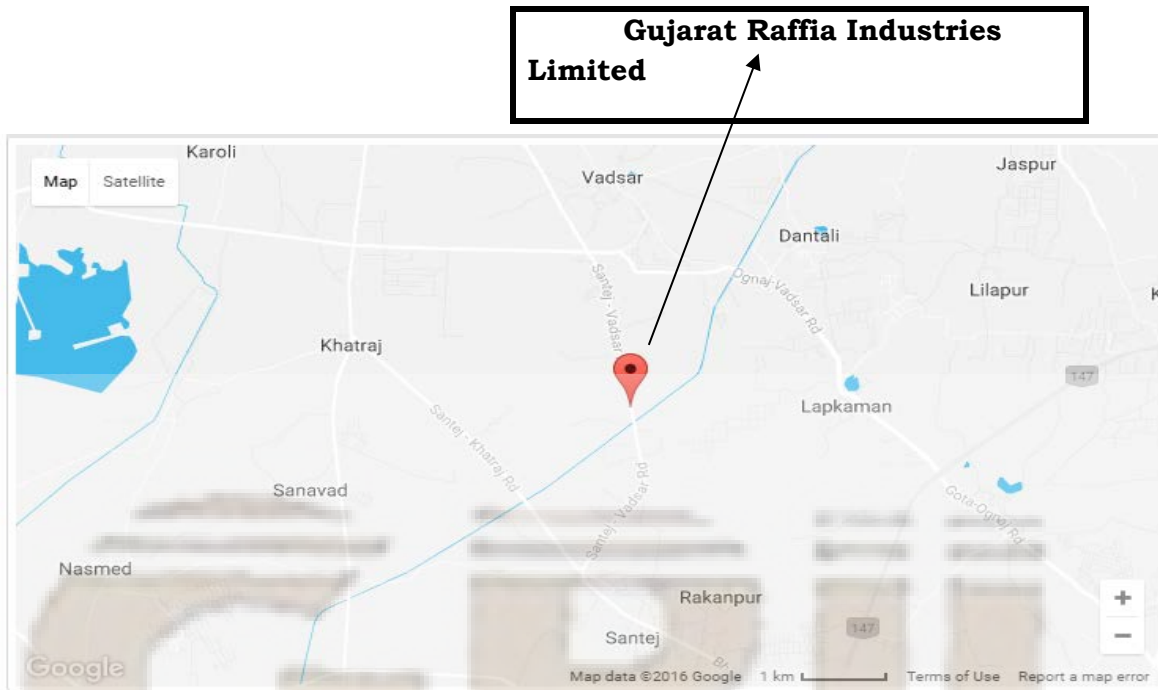 Gujarat Raffia Industries
Limited
Karoli
Map Satellite
Vadsar
Jaspur
Dantali
Santej - Vadsar
Ognaj-Vadsar Rd
Lilapur
K
Khatraj
147
Lapkaman
Santej - Khatraj Rd
Sanavad
Santej - Vadsar Rd
Gota-Ognaj Rd
Nasmed
Rakanpur
+
147
Santej
−
Google
Map data ©2016 Google 1 km Terms of Use Report a map error